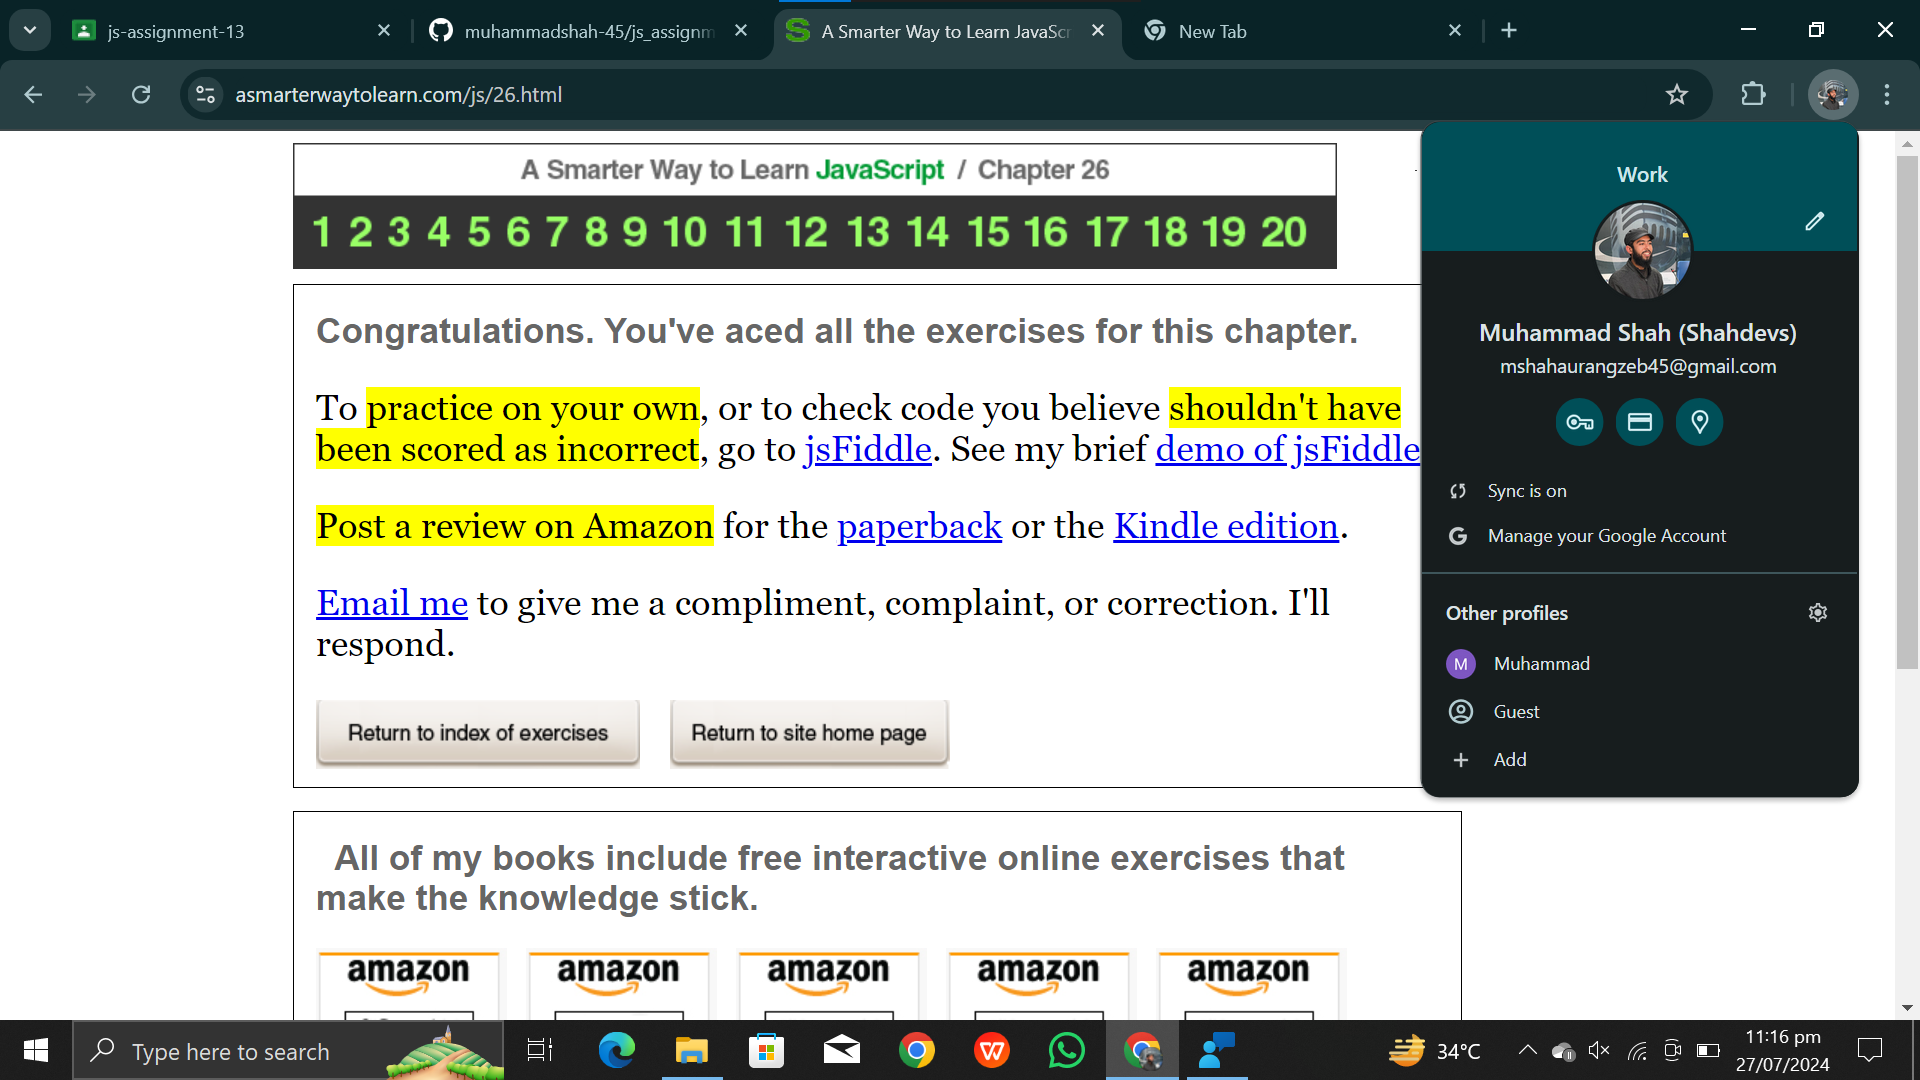 js-assignment-13
muhammadshah-45/js_assignm
A Smarter Way to Learn JavaScr
New Tab
asmarterwaytolearn.com/js/26.html
A Smarter Way to Learn JavaScript / Chapter 26
1 2 3 4 5 6 7 8 9 10 11 12 13 14 15 16 17 18 19 20
Congratulations. You've aced all the exercises for this chapter.
To practice on your own, or to check code you believe shouldn't have
been scored as incorrect, go to jsFiddle. See my brief demo of jsFiddle
Post a review on Amazon for the paperback or the Kindle edition.
Email me to give me a compliment, complaint, or correction. I'll
respond.
Return to index of exercises
Return to site home page
All of my books include free interactive online exercises that
make the knowledge stick.
amazon amazon amazon amazon amazon
Work
Muhammad Shah (Shahdevs)
mshahaurangzeb45@gmail.com
Sync is on
Manage your Google Account
Other profiles
M Muhammad
Guest
Add
Type here to search
34°C
11:16 pm
27/07/2024